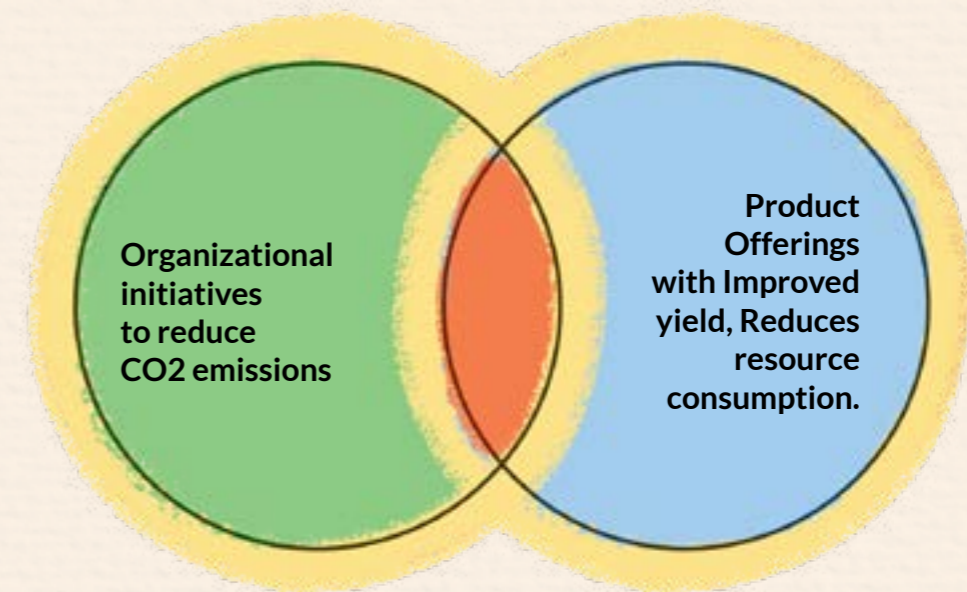 Organizational
initiatives
to reduce
CO2 emissions
Product
Offerings
with Improved
yield, Reduces
resource
consumption.